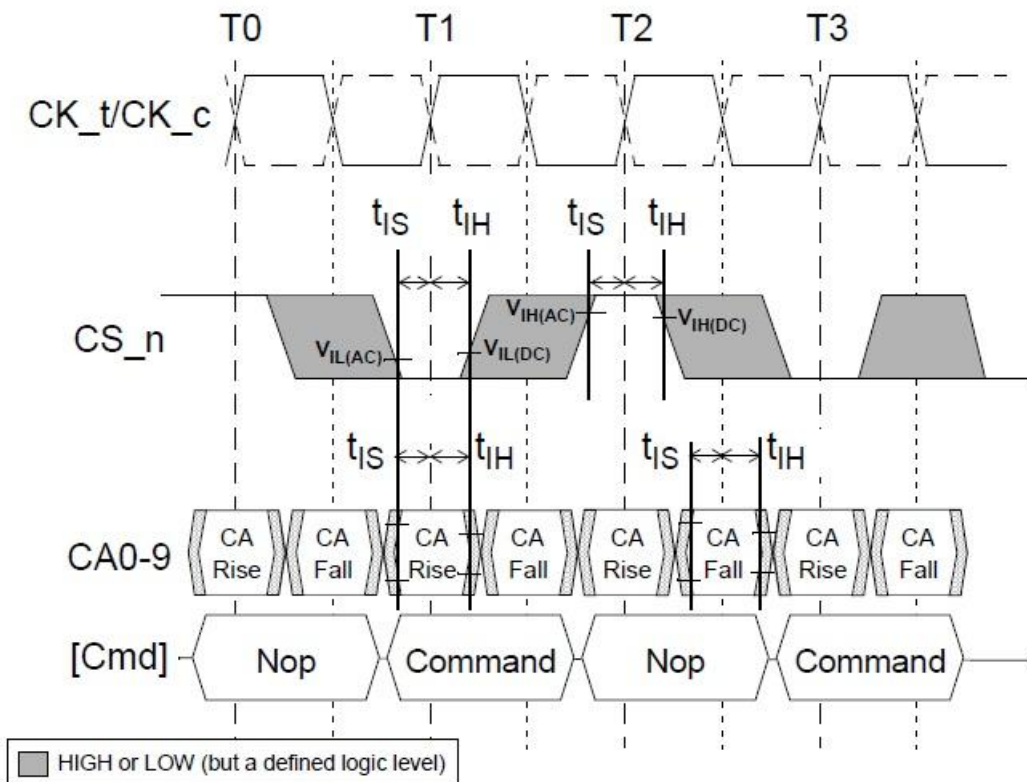 T0 T1 T2 T3
CK_t/CK_c
tIS tIH tIS tIH
CS_n
VIL(AC) VIL(DC) VIH(AC) VIH(DC)
tIS tIH tIS tIH
CA0-9
CA Rise CA Fall CA Rise CA Fall CA Rise CA Fall CA Rise CA Fall
[Cmd] Nop Command Nop Command
HIGH or LOW (but a defined logic level)